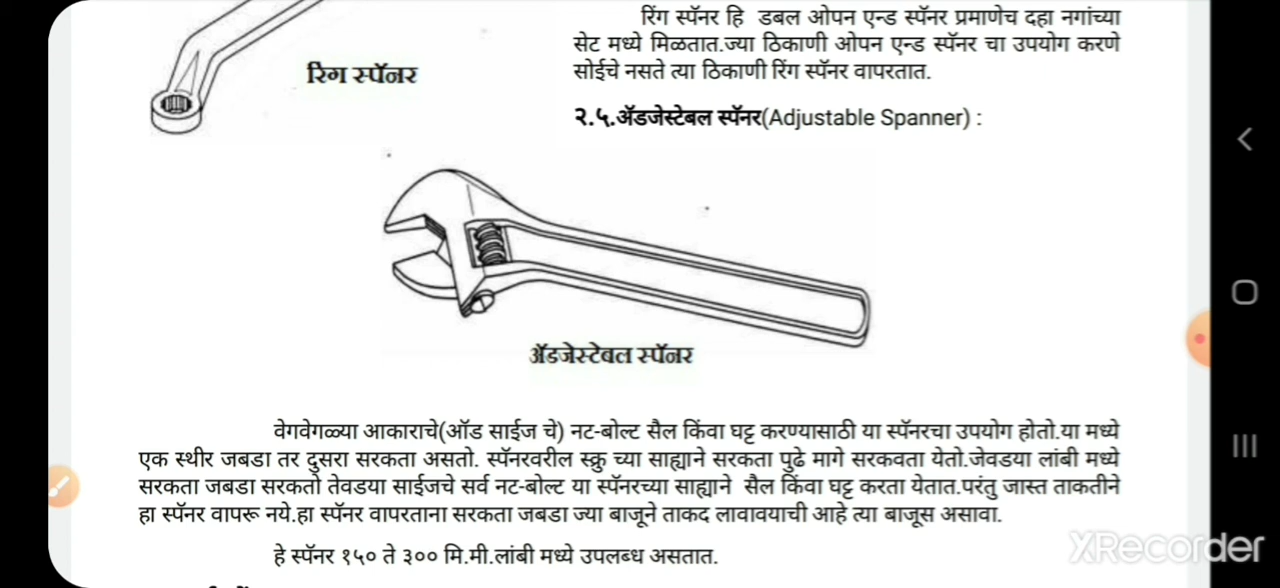 रिंग स्पॅनर हि डबल ओपन एन्ड स्पॅनर प्रमाणेच दहा नगांच्या
सेट मध्ये मिळतात.ज्या ठिकाणी ओपन एन्ड स्पॅनर चा उपयोग करणे
सोईचे नसते त्या ठिकाणी रिंग स्पॅनर वापरतात.
रिंग स्पॅनर
२.५.ॲडजेस्टेबल स्पॅनर(Adjustable Spanner) :
ॲडजेस्टेबल स्पॅनर
वेगवेगळ्या आकाराचे(ऑड साईज चे) नट-बोल्ट सैल किंवा घट्ट करण्यासाठी या स्पॅनरचा उपयोग होतो.या मध्ये
एक स्थीर जबडा तर दुसरा सरकता असतो. स्पॅनरवरील स्क्रु च्या साह्याने सरकता पुढे मागे सरकवता येतो.जेवडया लांबी मध्ये
सरकता जबडा सरकतो तेवडया साईजचे सर्व नट-बोल्ट या स्पॅनरच्या साह्याने सैल किंवा घट्ट करता येतात.परंतु जास्त ताकतीने
हा स्पॅनर वापरू नये.हा स्पॅनर वापरताना सरकता जबडा ज्या बाजूने ताकद लावावयाची आहे त्या बाजूस असावा.
हे स्पॅनर १५० ते ३०० मि.मी.लांबी मध्ये उपलब्ध असतात.
XRecorder